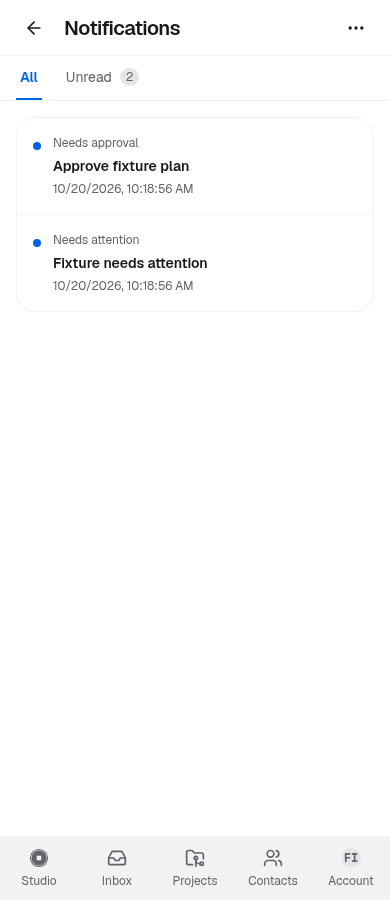 Notifications
All
Unread 2
Needs approval
Approve fixture plan
10/20/2026, 10:18:56 AM
Needs attention
Fixture needs attention
10/20/2026, 10:18:56 AM
FI
Studio Inbox Projects Contacts Account